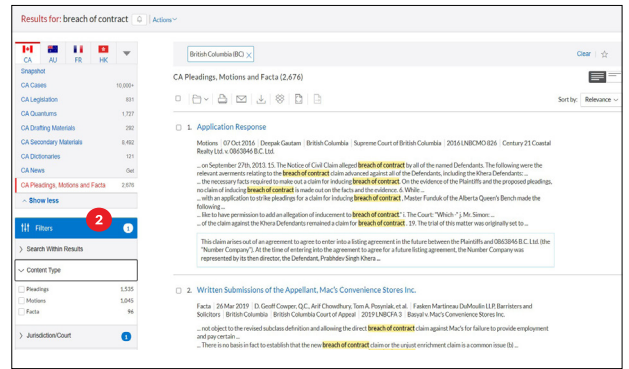 Results for: breach of contract Actions
CA AU FR HK
Snapshot
CA Cases 10,000+
CA Legislation 831
CA Quantums 1,727
CA Drafting Materials 292
CA Secondary Materials 8,492
CA Dictionaries 131
CA News Get
CA Pleadings, Motions and Facta 2,676
Show less
2
Filters 1
Search Within Results
Content Type
Pleadings 1,535
Motions 1,045
Facta 96
Jurisdiction/Court 1
British Columbia (BC) × Clear
CA Pleadings, Motions and Facta (2,676)
Sort by: Relevance
1. Application Response
Motions | 07 Oct 2016 | Deepak Gautam | British Columbia | Supreme Court of British Columbia | 2016 LNBCMO 826 | Century 21 Coastal
Realty Ltd. v. 0863846 B.C. Ltd.
... on September 27th, 2013. 15. The Notice of Civil Claim alleged breach of contract by all of the named Defendants. The following were the
relevant averments relating to the breach of contract claim advanced against all of the Defendants, including the Khera Defendants: ...
... the necessary facts required to make out a claim for inducing breach of contract. On the evidence of the Plaintiffs and the proposed pleadings,
no claim of inducing breach of contract is made out on the facts and the evidence. 6. While ...
... with an application to strike pleadings for a claim for inducing breach of contract, Master Funduk of the Alberta Queen's Bench made the
following ...
... like to have permission to add an allegation of inducement to breach of contract." i. The Court: "Which -" j. Mr. Simor: ...
... of the claim against the Khera Defendants remained a claim for breach of contract. 19. The trial of this matter was originally set to ...
This claim arises out of an agreement to agree to enter into a listing agreement in the future between the Plaintiffs and 0863846 B.C. Ltd. (the
"Number Company"). At the time of entering into the agreement to agree for a future listing agreement, the Number Company was
represented by its then director, the Defendant, Prabhdev Singh Khera ...
2. Written Submissions of the Appellant, Mac's Convenience Stores Inc.
Facta | 26 Mar 2019 | D. Geoff Cowper, Q.C., Arif Chowdhury, Tom A. Posyniak, et al. | Fasken Martineau DuMoulin LLP, Barristers and
Solicitors | British Columbia | British Columbia Court of Appeal | 2019 LNBCFA 3 | Basyal v. Mac's Convenience Stores Inc.
... not object to the revised subclass definition and allowing the direct breach of contract claim against Mac's for failure to provide employment
and pay certain ...
... There is no basis in fact to establish that the new breach of contract claim or the unjust enrichment claim is a common issue (b) ...